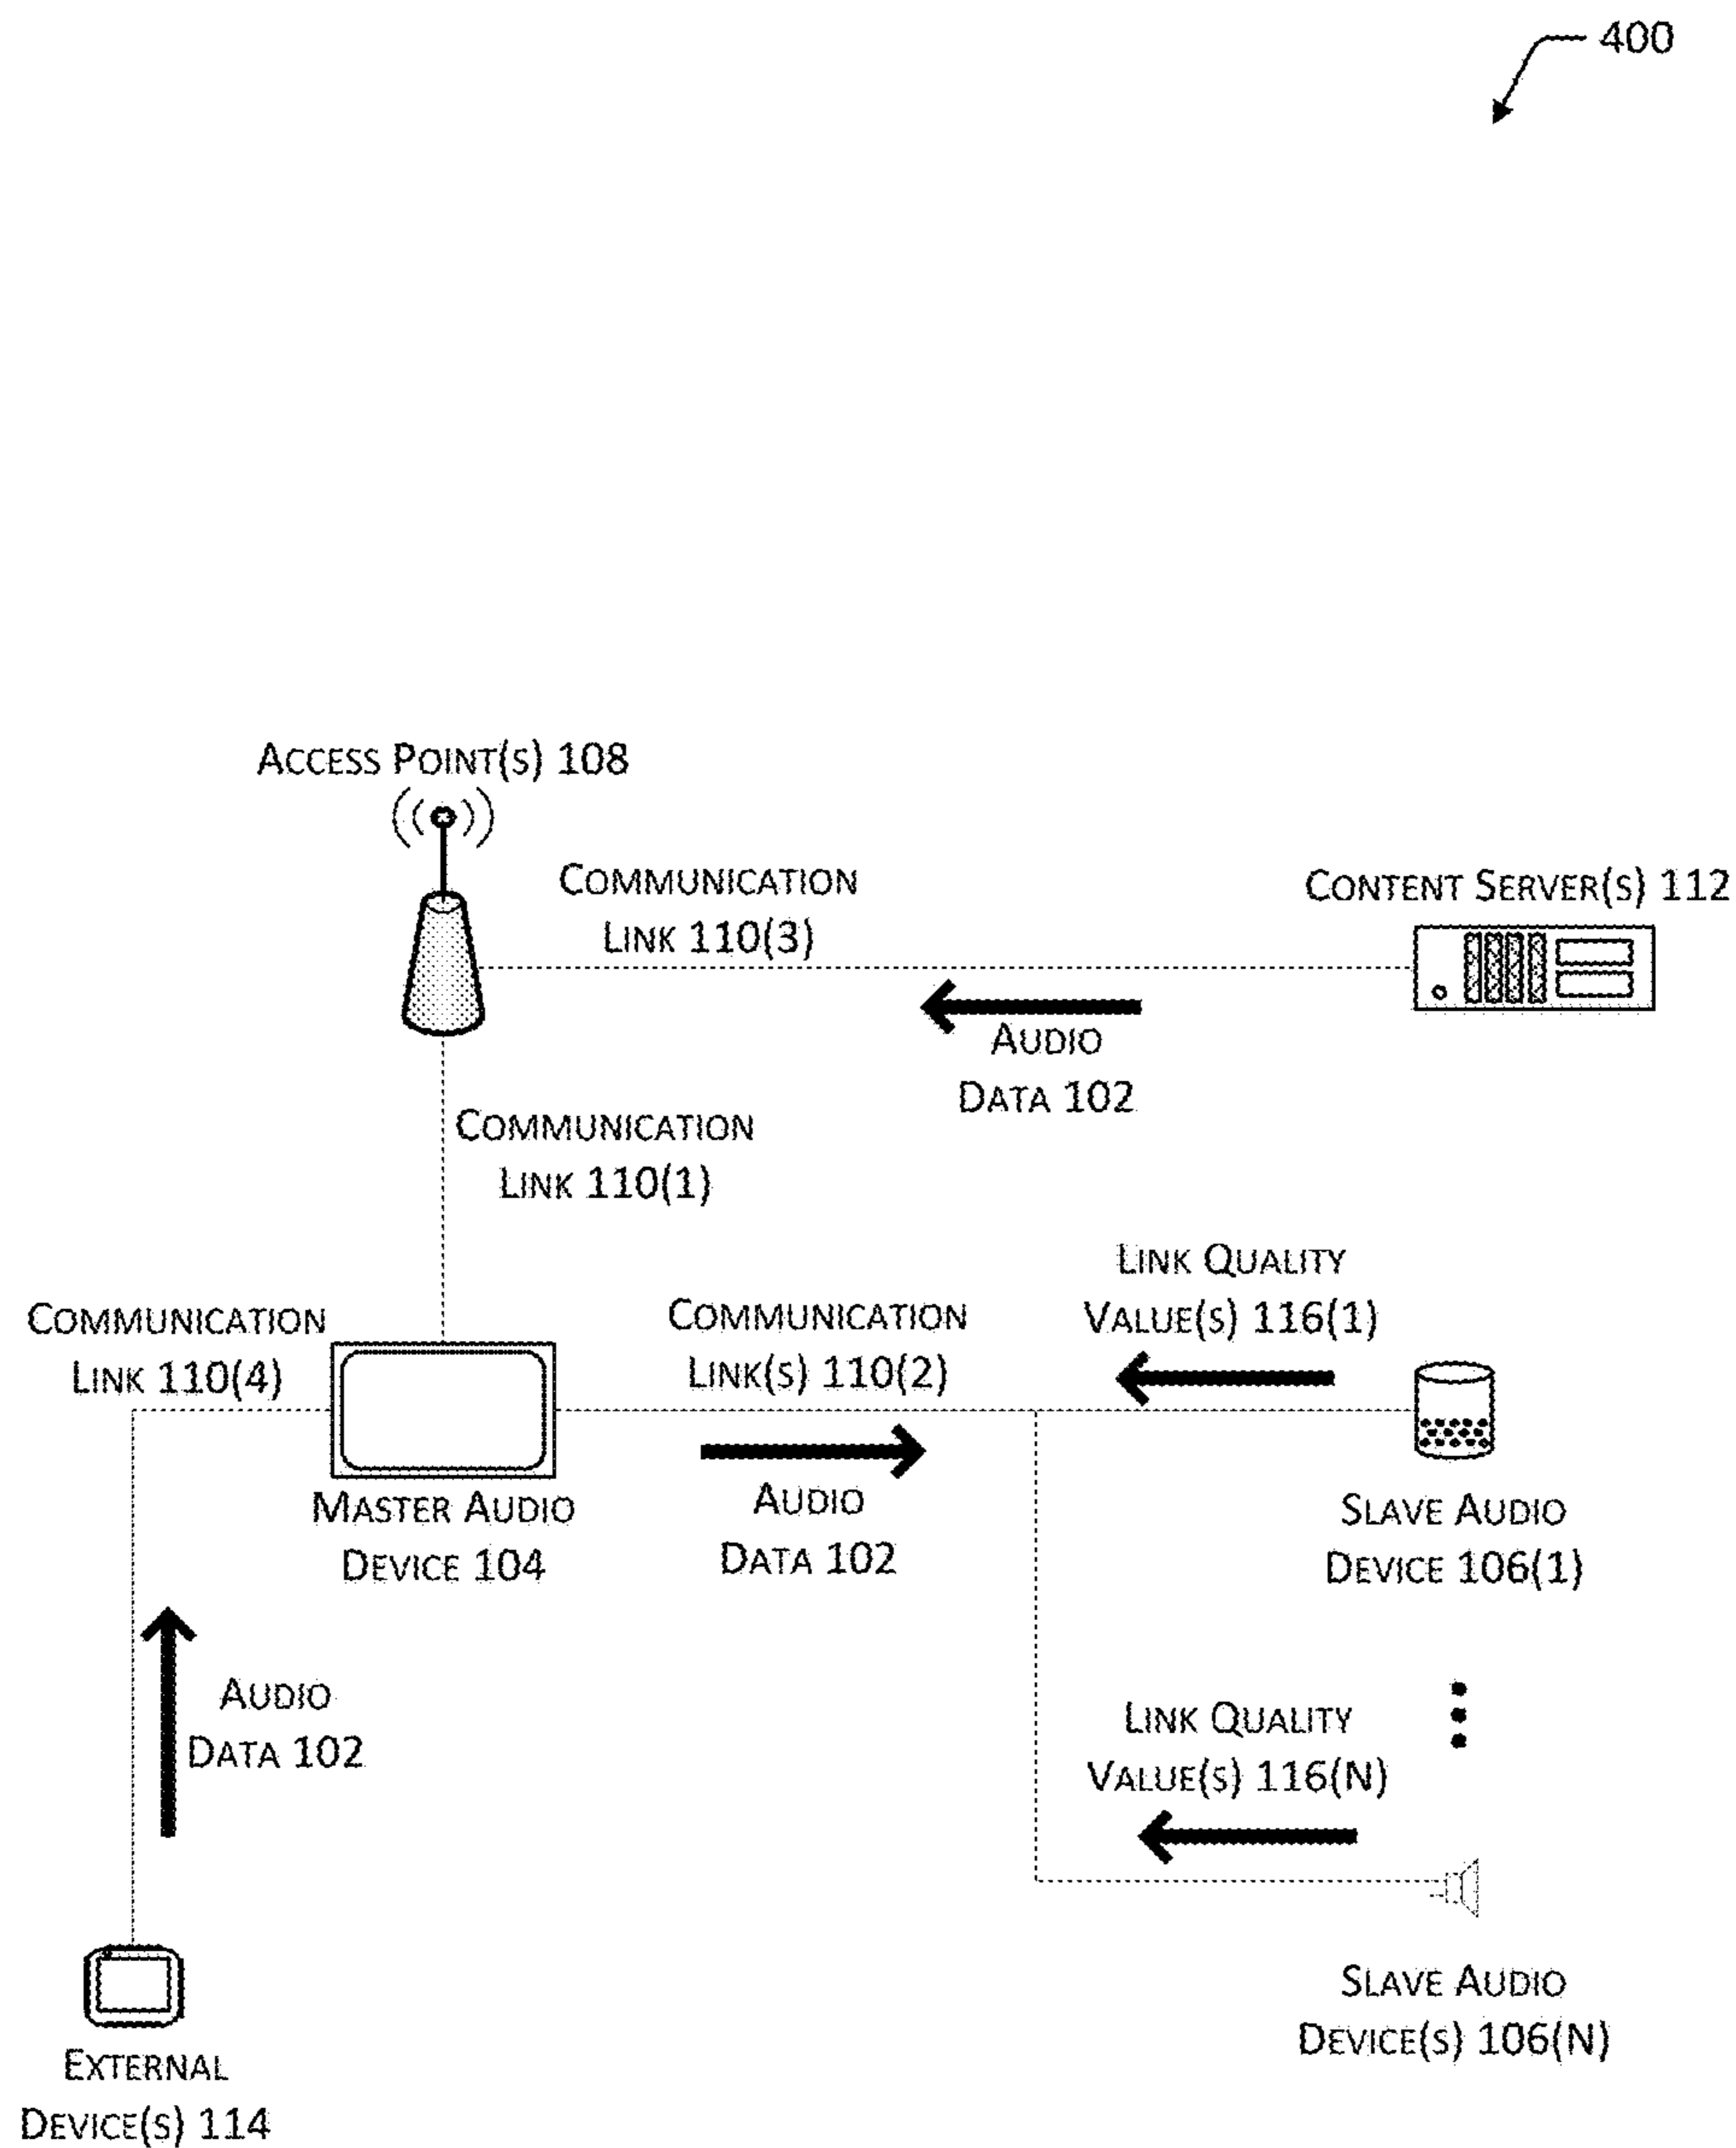 400
ACCESS POINT(S) 108
COMMUNICATION
LINK 110(3)
CONTENT SERVER(S) 112
AUDIO
DATA 102
COMMUNICATION
LINK 110(1)
LINK QUALITY
VALUE(S) 116(1)
COMMUNICATION
LINK 110(4)
COMMUNICATION
LINK(S) 110(2)
MASTER AUDIO
DEVICE 104
AUDIO
DATA 102
SLAVE AUDIO
DEVICE 106(1)
AUDIO
DATA 102
LINK QUALITY
VALUE(S) 116(N)
SLAVE AUDIO
DEVICE(S) 106(N)
EXTERNAL
DEVICE(S) 114